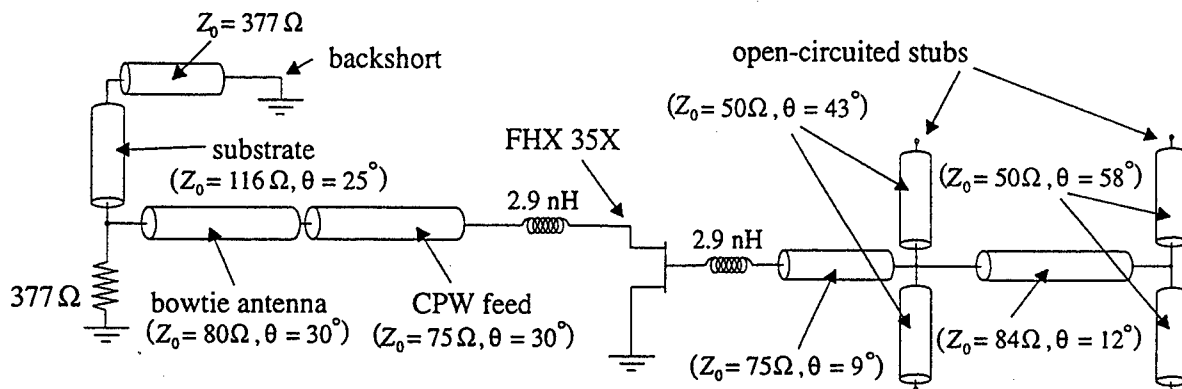 Z₀ = 377 Ω
backshort
open-circuited stubs
(Z₀ = 50Ω, θ = 43°)
FHX 35X
substrate
(Z₀ = 116 Ω, θ = 25°)
(Z₀ = 50Ω, θ = 58°)
2.9 nH
2.9 nH
377 Ω
bowtie antenna
(Z₀ = 80Ω, θ = 30°)
CPW feed
(Z₀ = 75Ω, θ = 30°)
(Z₀ = 75Ω, θ = 9°)
(Z₀ = 84Ω, θ = 12°)